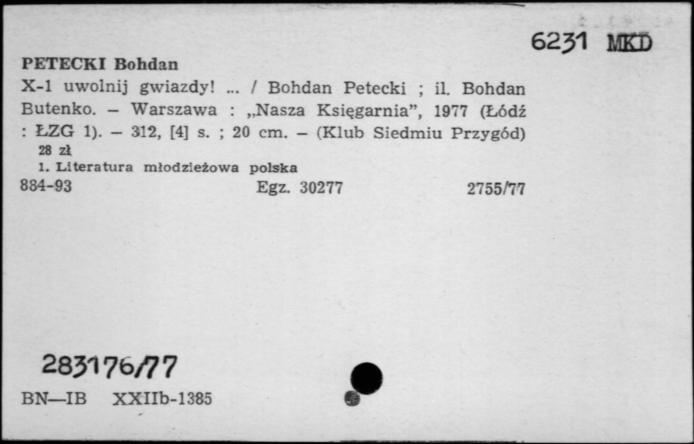 6231 MKD
PETECKI Bohdan
X-1 uwolnij gwiazdy! ... / Bohdan Petecki ; il. Bohdan
Butenko. — Warszawa : „Nasza Księgarnia”, 1977 (Łódź
: ŁZG 1). — 312, [4] s. ; 20 cm. — (Klub Siedmiu Przygód)
28 zł
1. Literatura młodzieżowa polska
884-93 Egz. 30277 2755/77
283176/77
BN—IB XXIIb-1385